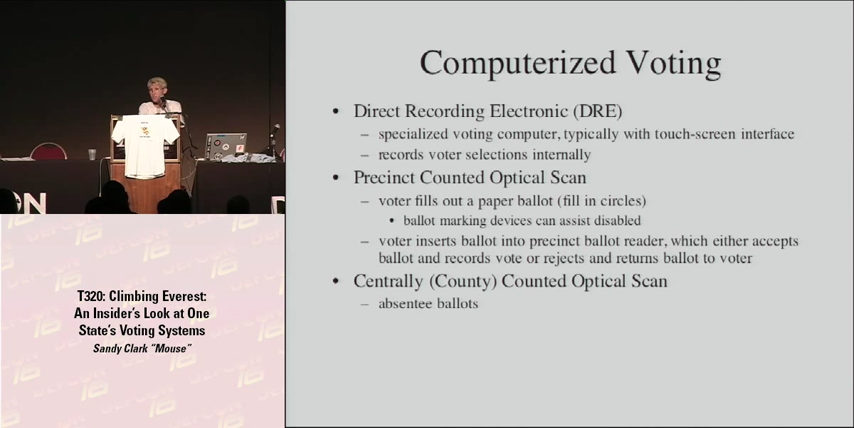 Computerized Voting
• Direct Recording Electronic (DRE)
– specialized voting computer, typically with touch-screen interface
– records voter selections internally
• Precinct Counted Optical Scan
– voter fills out a paper ballot (fill in circles)
• ballot marking devices can assist disabled
– voter inserts ballot into precinct ballot reader, which either accepts
ballot and records vote or rejects and returns ballot to voter
• Centrally (County) Counted Optical Scan
– absentee ballots
T320: Climbing Everest:
An Insider's Look at One
State's Voting Systems
Sandy Clark "Mouse"